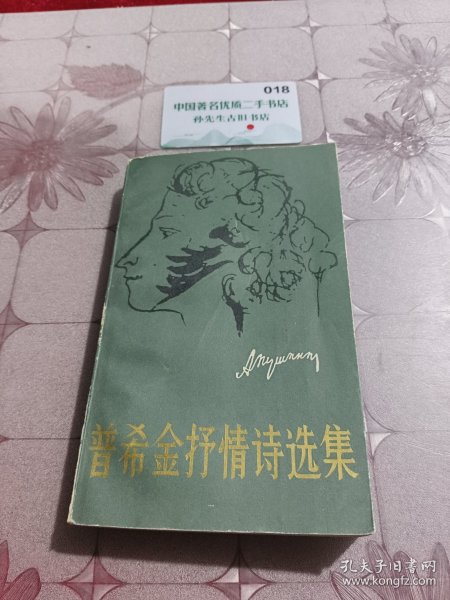 018
中国著名优质二手书店
孙先生古旧书店
АПушкин
普希金抒情诗选集
孔夫子旧书网
www.kongfz.com